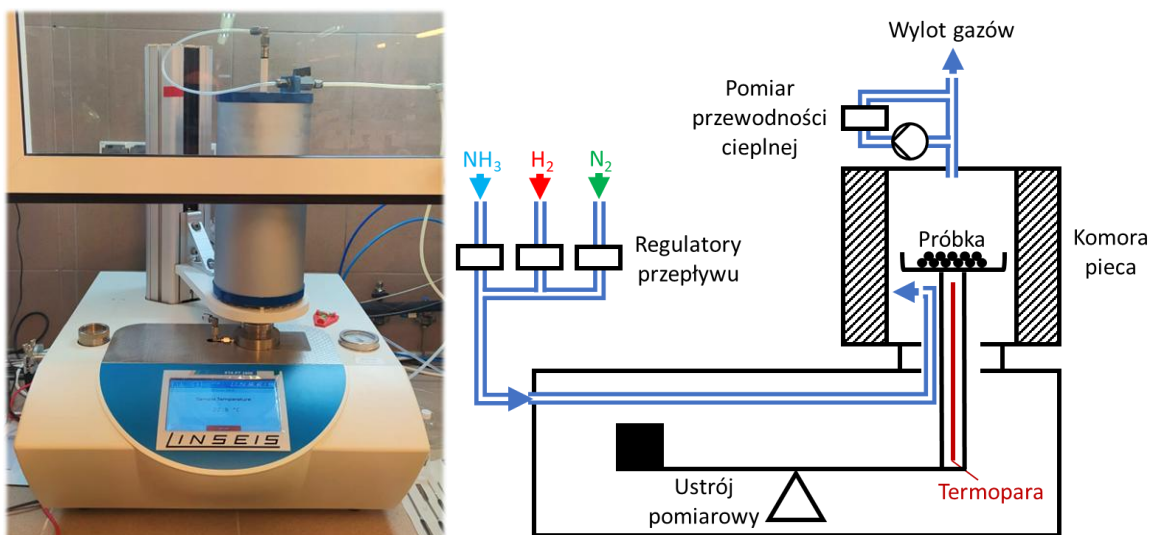 Wylot gazów
Pomiar
przewodności
cieplnej
NH₃
H₂
N₂
Regulatory
przepływu
Próbka
Komora
pieca
Ustrój
pomiarowy
Termopara
LINSEIS